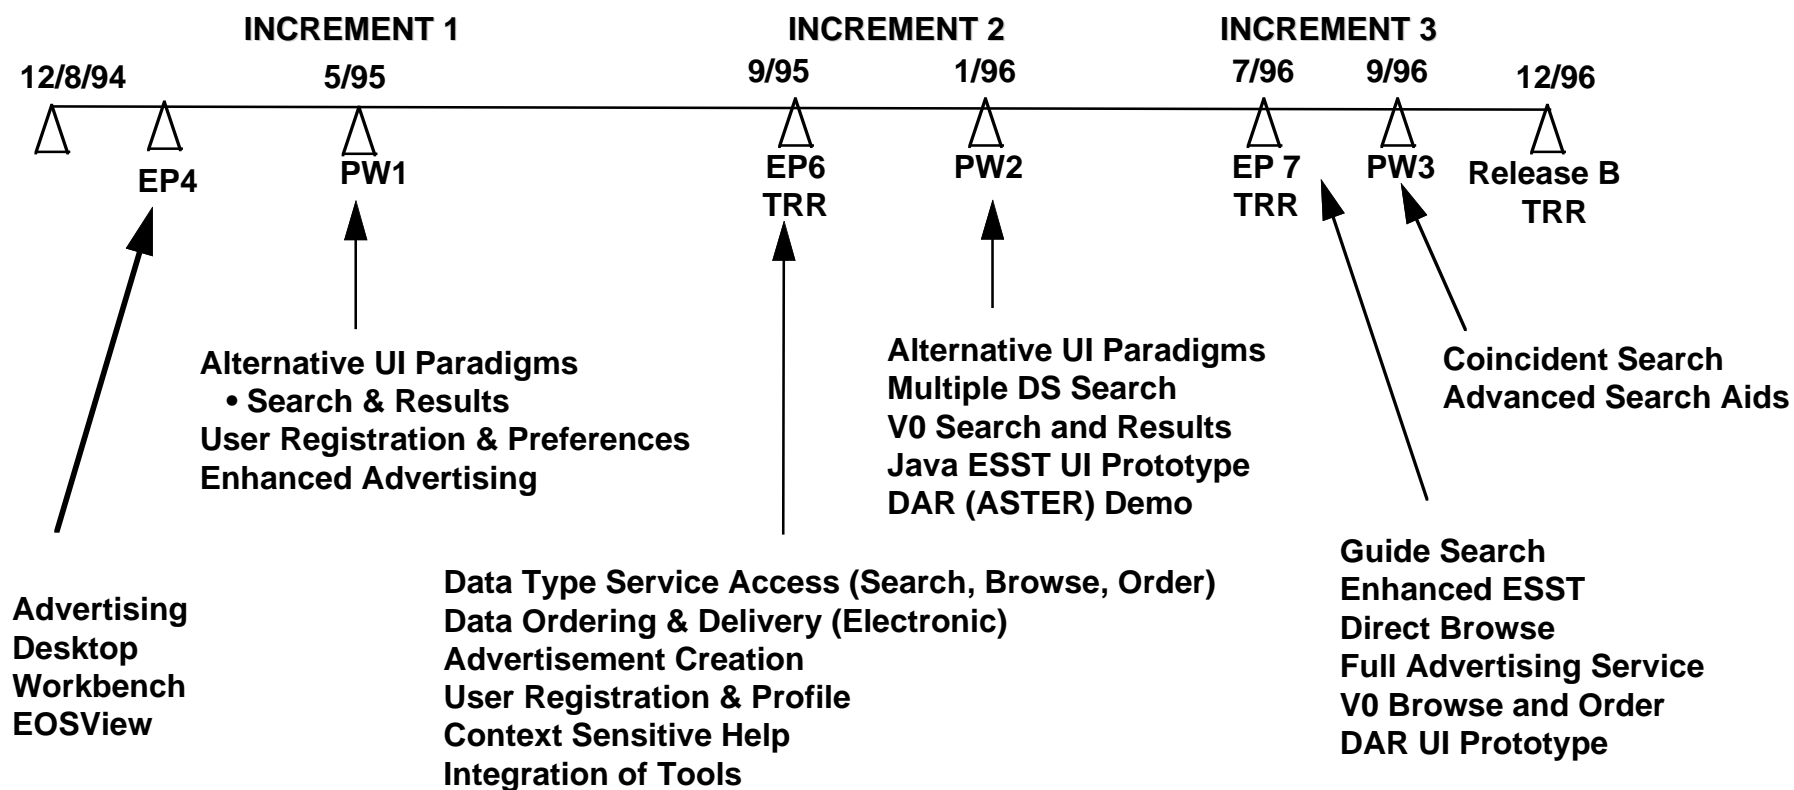 INCREMENT 1
INCREMENT 2
INCREMENT 3
12/8/94
5/95
9/95
1/96
7/96
9/96
12/96
EP4
PW1
EP6
TRR
PW2
EP 7
TRR
PW3
Release B
TRR
Alternative UI Paradigms
• Search & Results
User Registration & Preferences
Enhanced Advertising
Alternative UI Paradigms
Multiple DS Search
V0 Search and Results
Java ESST UI Prototype
DAR (ASTER) Demo
Coincident Search
Advanced Search Aids
Advertising
Desktop
Workbench
EOSView
Data Type Service Access (Search, Browse, Order)
Data Ordering & Delivery (Electronic)
Advertisement Creation
User Registration & Profile
Context Sensitive Help
Integration of Tools
Guide Search
Enhanced ESST
Direct Browse
Full Advertising Service
V0 Browse and Order
DAR UI Prototype